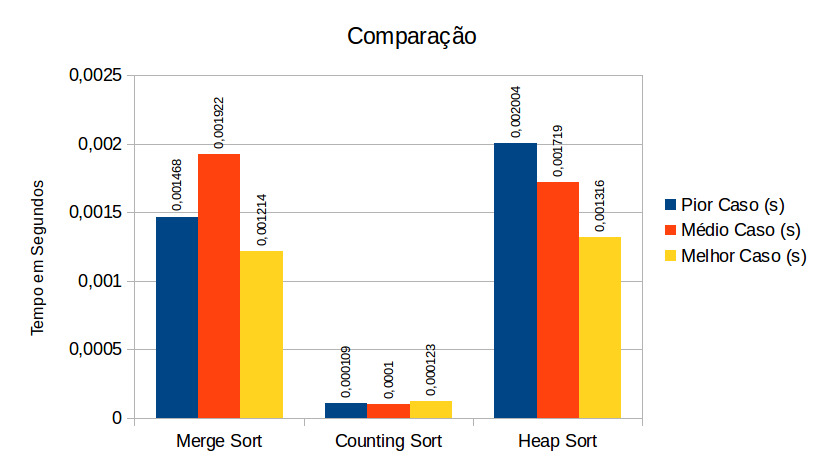 Comparação
Tempo em Segundos
0,0025
0,002
0,0015
0,001
0,0005
0
0,001468
0,001922
0,001214
0,000109
0,0001
0,000123
0,002004
0,001719
0,001316
Merge Sort
Counting Sort
Heap Sort
Pior Caso (s)
Médio Caso (s)
Melhor Caso (s)